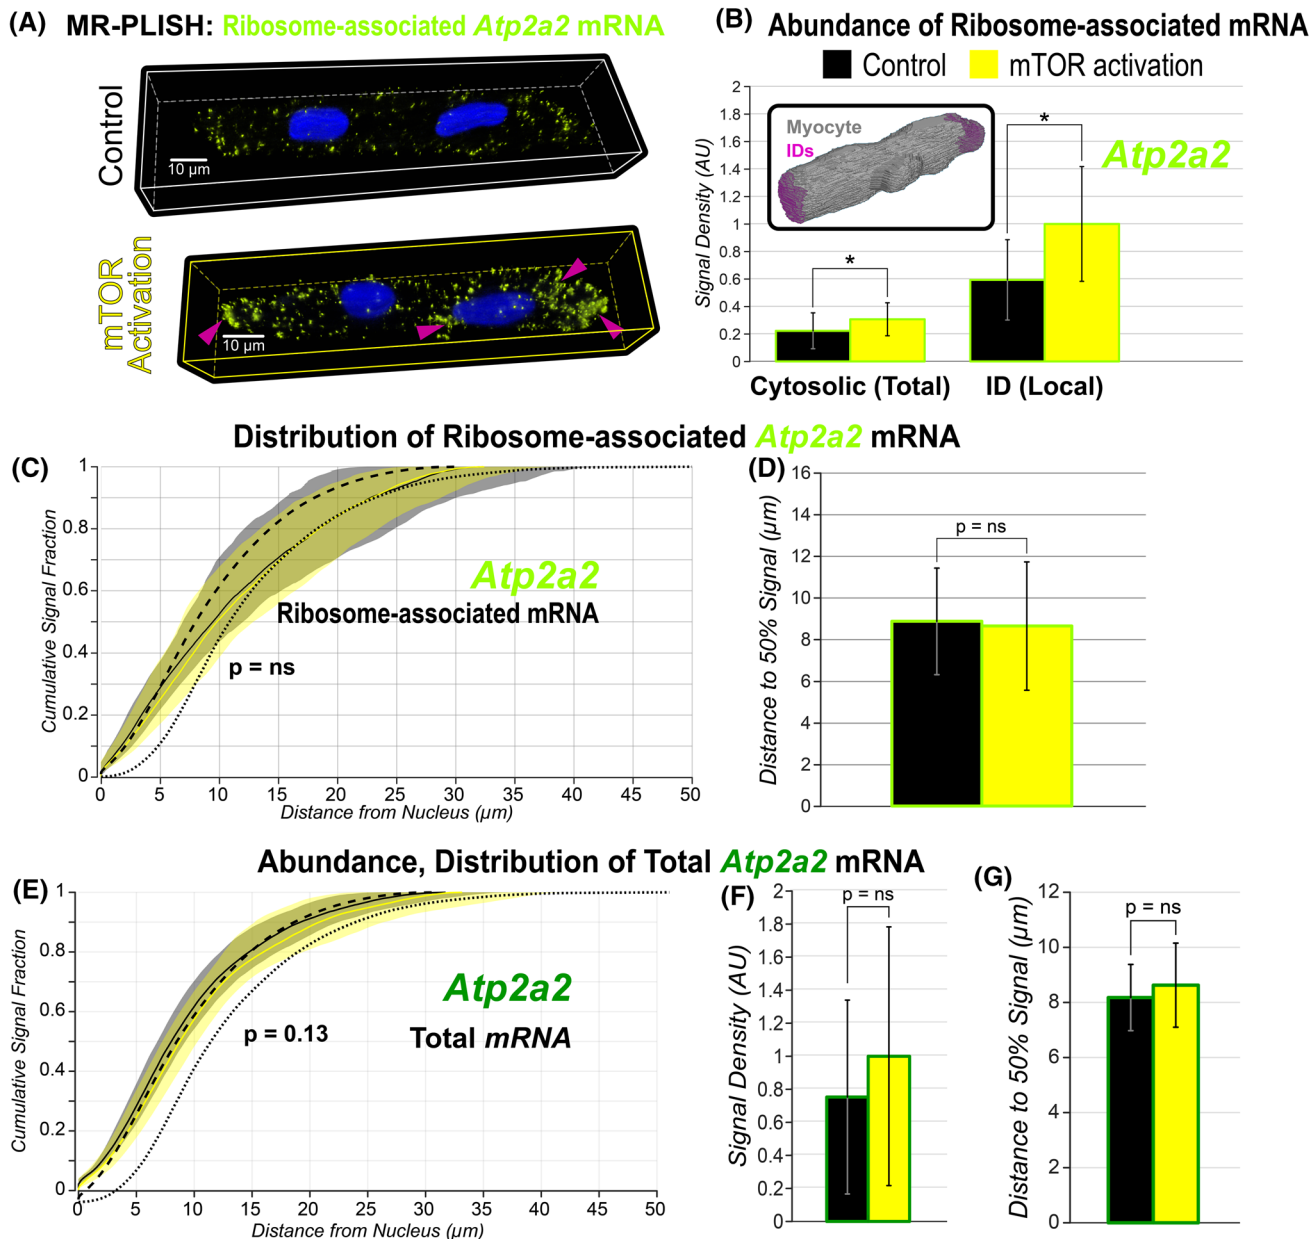 (A) MR-PLISH: Ribosome-associated Atp2a2 mRNA
Control
10 µm
mTOR
Activation
10 µm
(B) Abundance of Ribosome-associated mRNA
Control mTOR activation
Signal Density (AU)
2
1.8
1.6
1.4
1.2
1
0.8
0.6
0.4
0.2
0
Myocyte
IDs
*
*
Atp2a2
Cytosolic (Total) ID (Local)
Distribution of Ribosome-associated Atp2a2 mRNA
(C)
Cumulative Signal Fraction
1
0.8
0.6
0.4
0.2
0
Atp2a2
Ribosome-associated mRNA
p = ns
0 5 10 15 20 25 30 35 40 45 50
Distance from Nucleus (µm)
(D)
Distance to 50% Signal (µm)
16
14
12
10
8
6
4
2
0
p = ns
Abundance, Distribution of Total Atp2a2 mRNA
(E)
Cumulative Signal Fraction
1
0.8
0.6
0.4
0.2
0
Atp2a2
p = 0.13
Total mRNA
0 5 10 15 20 25 30 35 40 45 50
Distance from Nucleus (µm)
(F)
Signal Density (AU)
2
1.8
1.6
1.4
1.2
1
0.8
0.6
0.4
0.2
0
p = ns
(G)
Distance to 50% Signal (µm)
12
10
8
6
4
2
0
p = ns